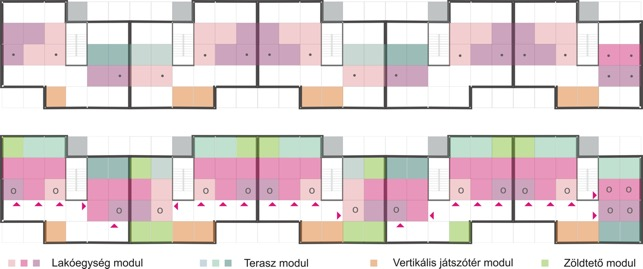 Lakóegység modul
Terasz modul
Vertikális játszótér modul
Zöldtető modul